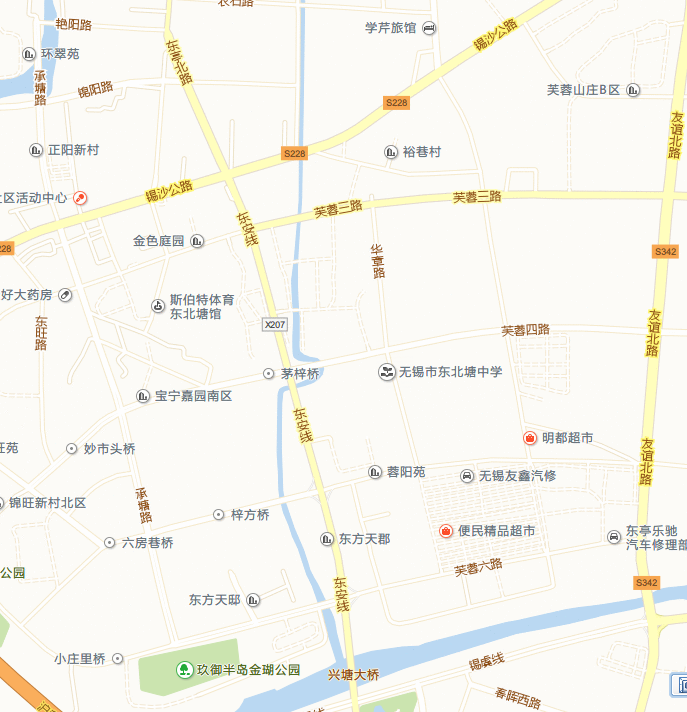 农石路
艳阳路
学芹旅馆
锡沙公路
环翠苑
东亭北路
承塘路
锦阳路
芙蓉山庄B区
S228
友谊北路
正阳新村
S228
裕巷村
社区活动中心
锡沙公路
芙蓉三路
芙蓉三路
东安线
金色庭园
228
华章路
S342
好大药房
斯伯特体育
东北塘馆
东旺路
X207
芙蓉四路
友谊北路
茅梓桥
无锡市东北塘中学
宝宁嘉园南区
东安线
明都超市
旺苑
妙市头桥
友谊北路
蓉阳苑
无锡友鑫汽修
锦旺新村北区
承塘路
梓方桥
便民精品超市
东亭乐驰
汽车修理部
六房巷桥
东方天郡
公园
芙蓉六路
S342
东方天邸
东安线
小庄里桥
玖御半岛金瑚公园
兴塘大桥
锡虞线
香阵西路